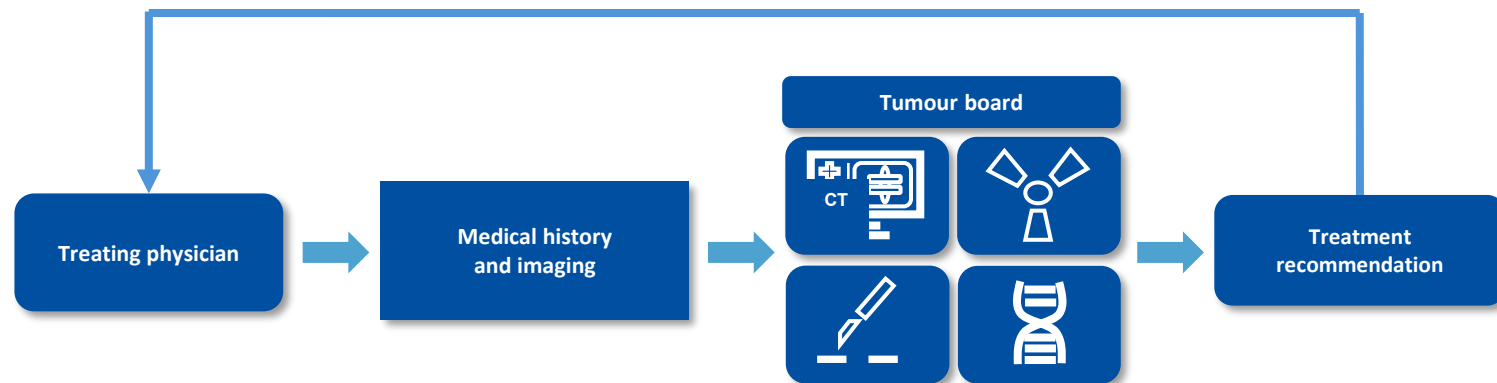 Tumour board
CT
Treating physician
Medical history
and imaging
Treatment
recommendation